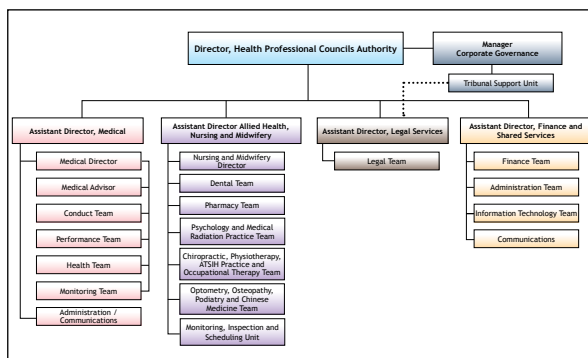 Director, Health Professional Councils Authority
Manager
Corporate Governance
Tribunal Support Unit
Assistant Director, Medical
Medical Director
Medical Advisor
Conduct Team
Performance Team
Health Team
Monitoring Team
Administration /
Communications
Assistant Director Allied Health,
Nursing and Midwifery
Nursing and Midwifery
Director
Dental Team
Pharmacy Team
Psychology and Medical
Radiation Practice Team
Chiropractic, Physiotherapy,
ATSIH Practice and
Occupational Therapy Team
Optometry, Osteopathy,
Podiatry and Chinese
Medicine Team
Monitoring, Inspection and
Scheduling Unit
Assistant Director, Legal Services
Legal Team
Assistant Director, Finance and
Shared Services
Finance Team
Administration Team
Information Technology Team
Communications